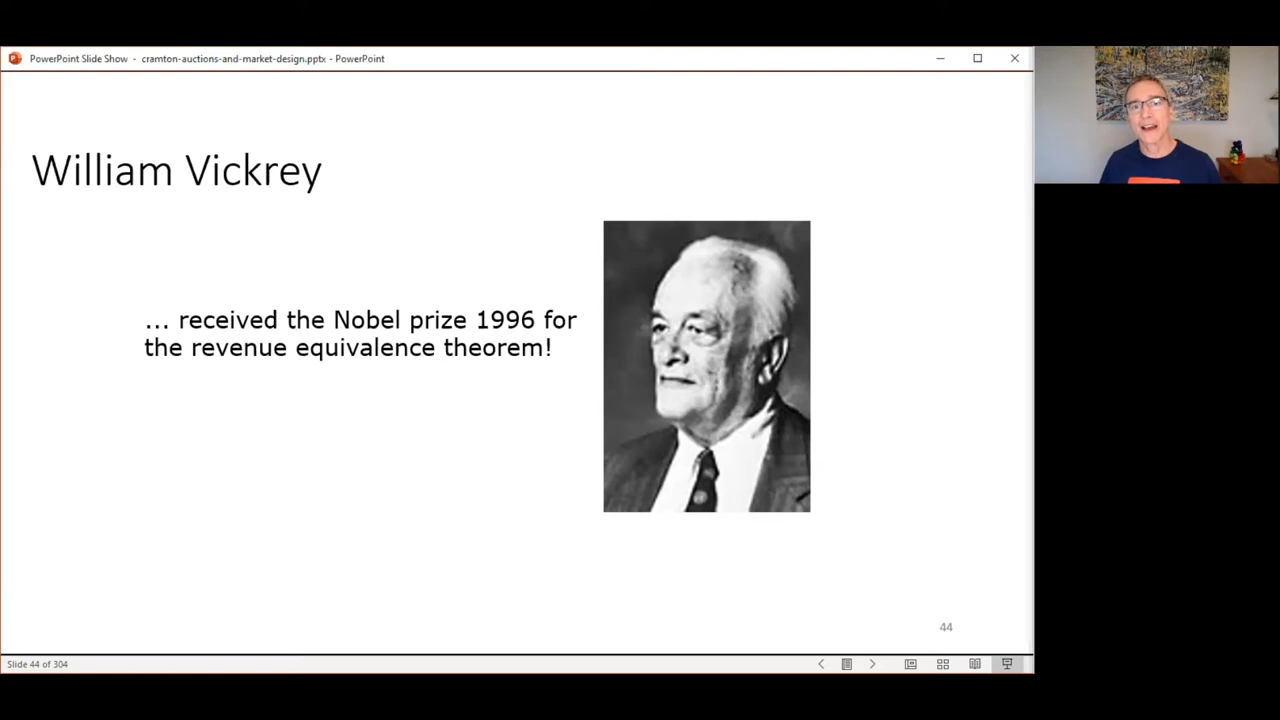 PowerPoint Slide Show - cramton-auctions-and-market-design.pptx - PowerPoint
William Vickrey
... received the Nobel prize 1996 for
the revenue equivalence theorem!
44
Slide 44 of 304